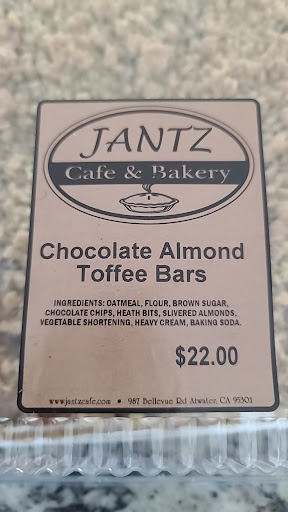 JANTZ
Cafe & Bakery
Chocolate Almond
Toffee Bars
INGREDIENTS: OATMEAL, FLOUR, BROWN SUGAR,
CHOCOLATE CHIPS, HEATH BITS, SLIVERED ALMONDS,
VEGETABLE SHORTENING, HEAVY CREAM, BAKING SODA.
$22.00
www.jantzcafe.com • 987 Bellevue Rd Atwater, CA 95301